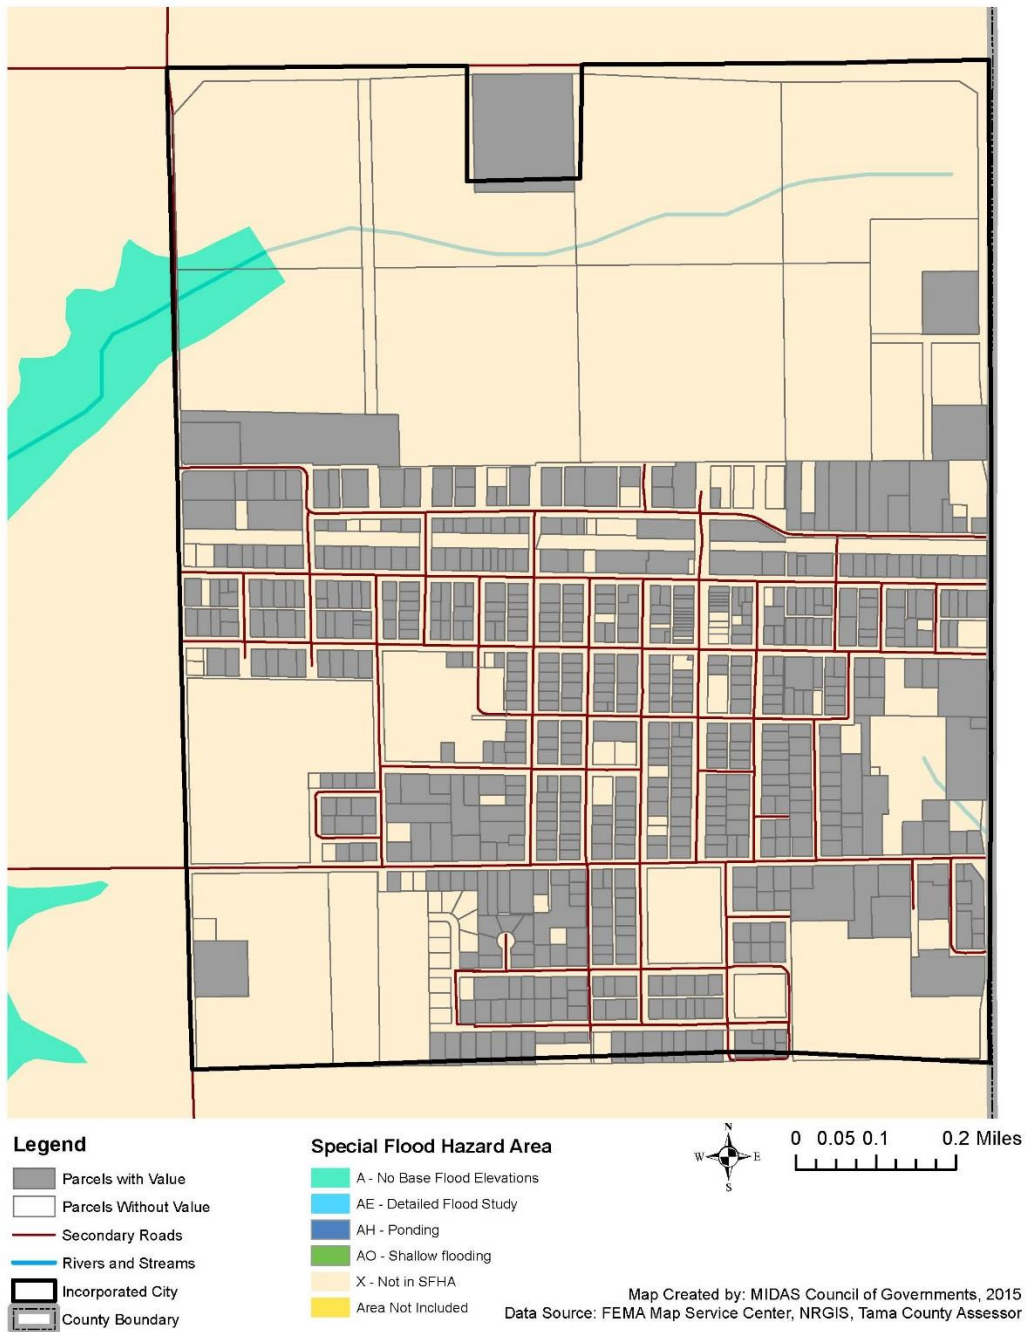 Legend
Parcels with Value
Parcels Without Value
Secondary Roads
Rivers and Streams
Incorporated City
County Boundary
Special Flood Hazard Area
A - No Base Flood Elevations
AE - Detailed Flood Study
AH - Ponding
AO - Shallow flooding
X - Not in SFHA
Area Not Included
N
W E
S
0 0.05 0.1 0.2 Miles
Map Created by: MIDAS Council of Governments, 2015
Data Source: FEMA Map Service Center, NRGIS, Tama County Assessor